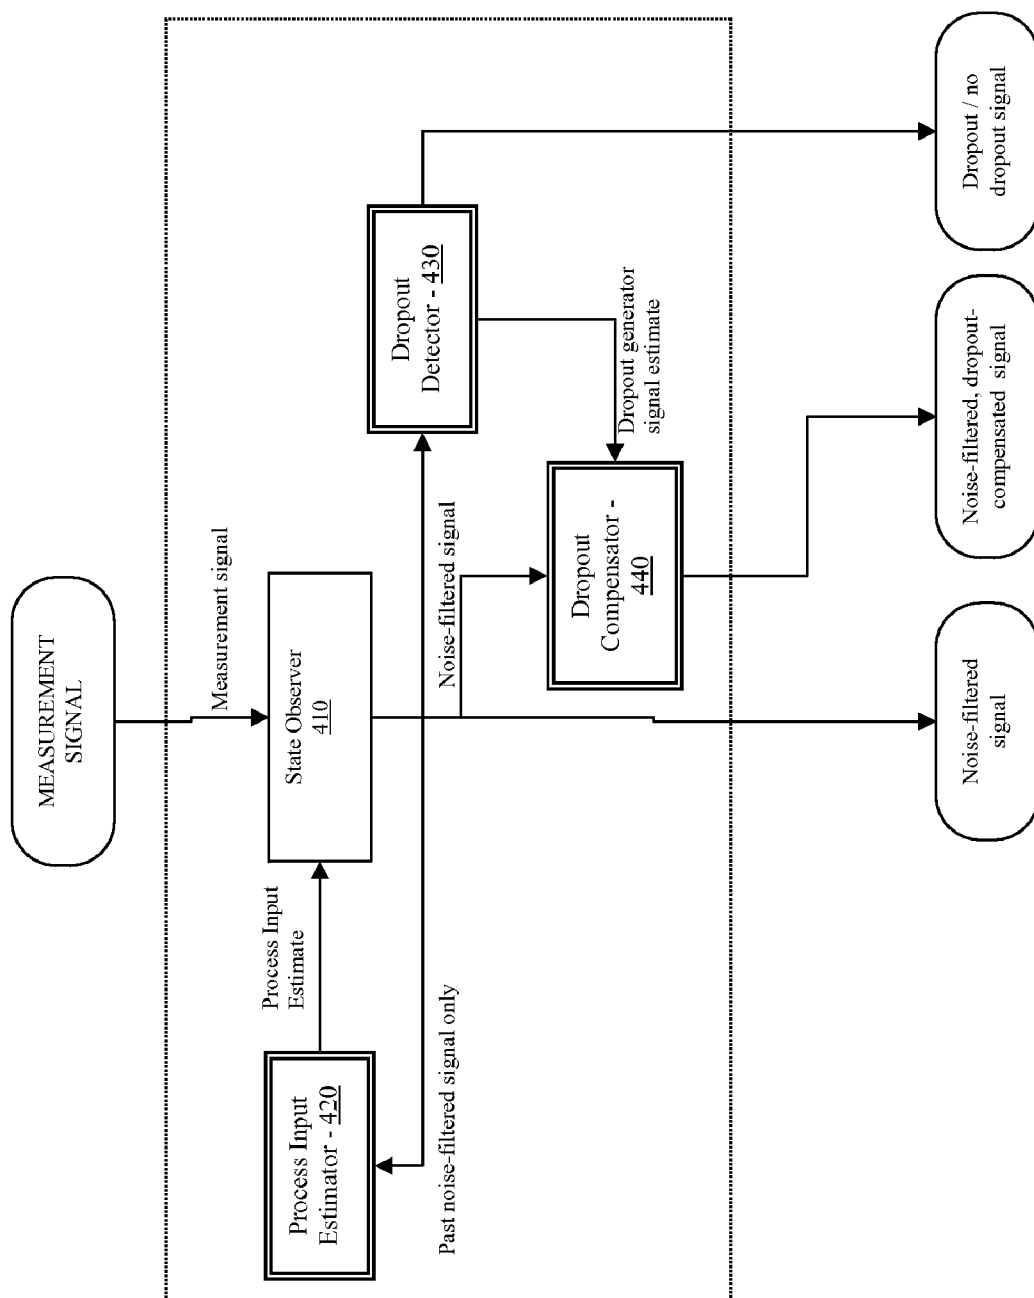 MEASUREMENT
SIGNAL
Measurement signal
Process Input
Estimator - 420
Process Input
Estimate
State Observer
410
Past noise-filtered signal only
Noise-filtered signal
Dropout
Detector - 430
Dropout generator
signal estimate
Dropout
Compensator -
440
Noise-filtered
signal
Noise-filtered, dropout-
compensated signal
Dropout / no
dropout signal